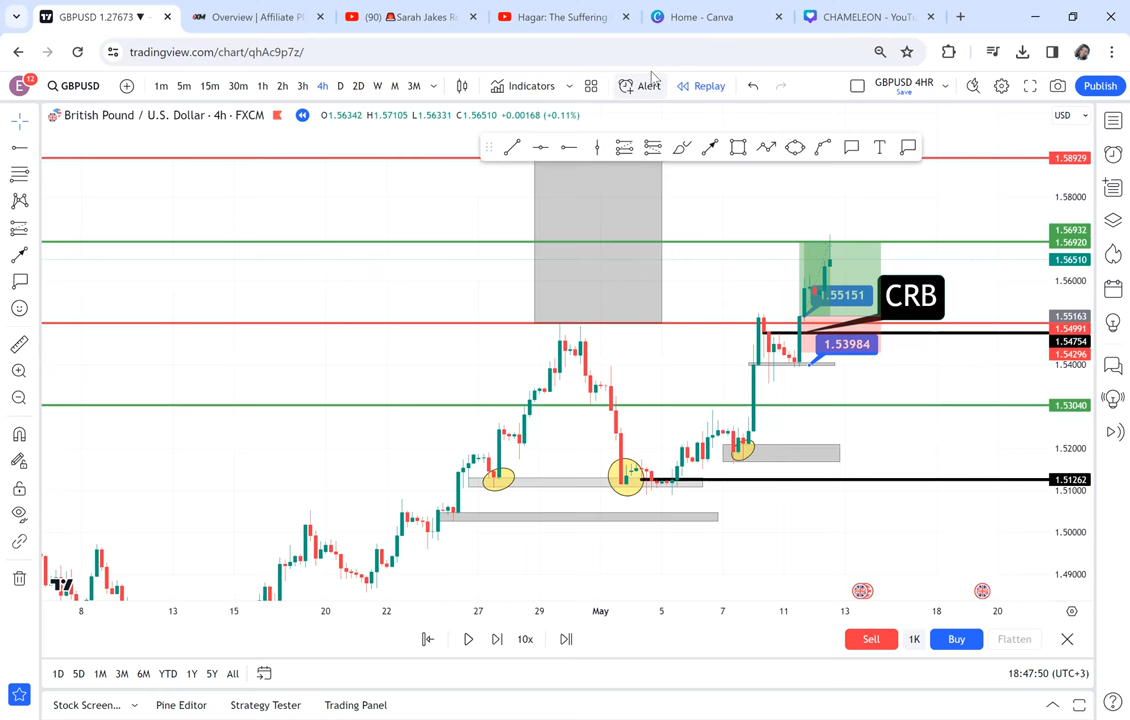 GBPUSD 1.27673 ▼
Overview | Affiliate P
(90) 🚨Sarah Jakes R
Hagar: The Suffering
Home - Canva
CHAMELEON - YouT
tradingview.com/chart/qhAc9p7z/
E
12
GBPUSD
1m 5m 15m 30m 1h 2h 3h 4h D 2D W M 3M
Indicators
Alert
Replay
GBPUSD 4HR
Save
Publish
British Pound / U.S. Dollar · 4h · FXCM
O1.56342 H1.57105 L1.56331 C1.56510 +0.00168 (+0.11%)
USD
1.58929
1.58000
1.56932
1.56920
1.56510
1.56000
1.55163
1.54991
1.54754
1.54296
1.54000
1.53040
1.52000
1.51262
1.51000
1.50000
1.49000
1.55151
CRB
1.53984
8 13 15 20 22 27 29 May 5 7 11 13 18 20
10x
Sell
1K
Buy
Flatten
1D 5D 1M 3M 6M YTD 1Y 5Y All
18:47:50 (UTC+3)
Stock Screen...
Pine Editor
Strategy Tester
Trading Panel